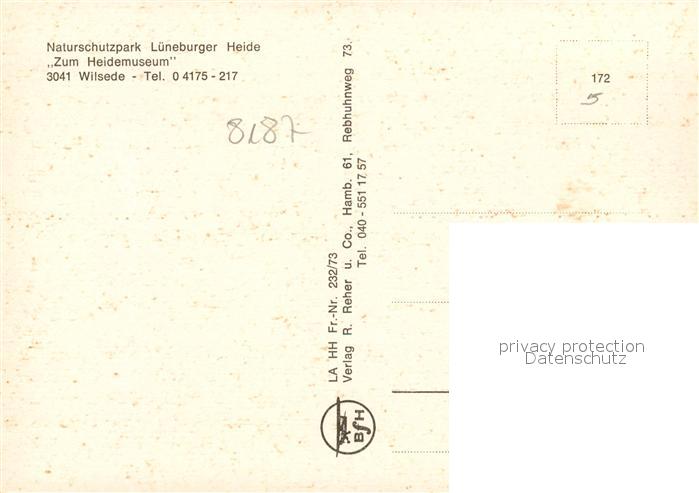 Naturschutzpark Lüneburger Heide
„Zum Heidemuseum"
3041 Wilsede - Tel. 0 4175 - 217
8187
172
5
LA HH Fr.-Nr. 232/73
Verlag R. Reher u. Co., Hamb. 61, Rebhuhnweg 73.
Tel. 040 - 551 17 57
BfH
privacy protection
Datenschutz